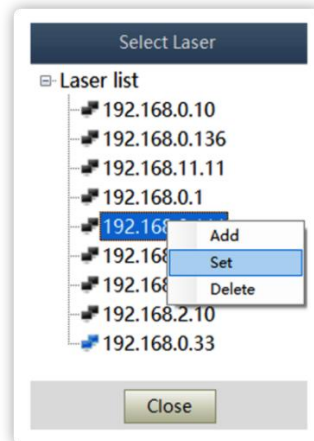 Select Laser
Laser list
192.168.0.10
192.168.0.136
192.168.11.11
192.168.0.1
Add
Set
Delete
192.168.2.10
192.168.0.33
Close